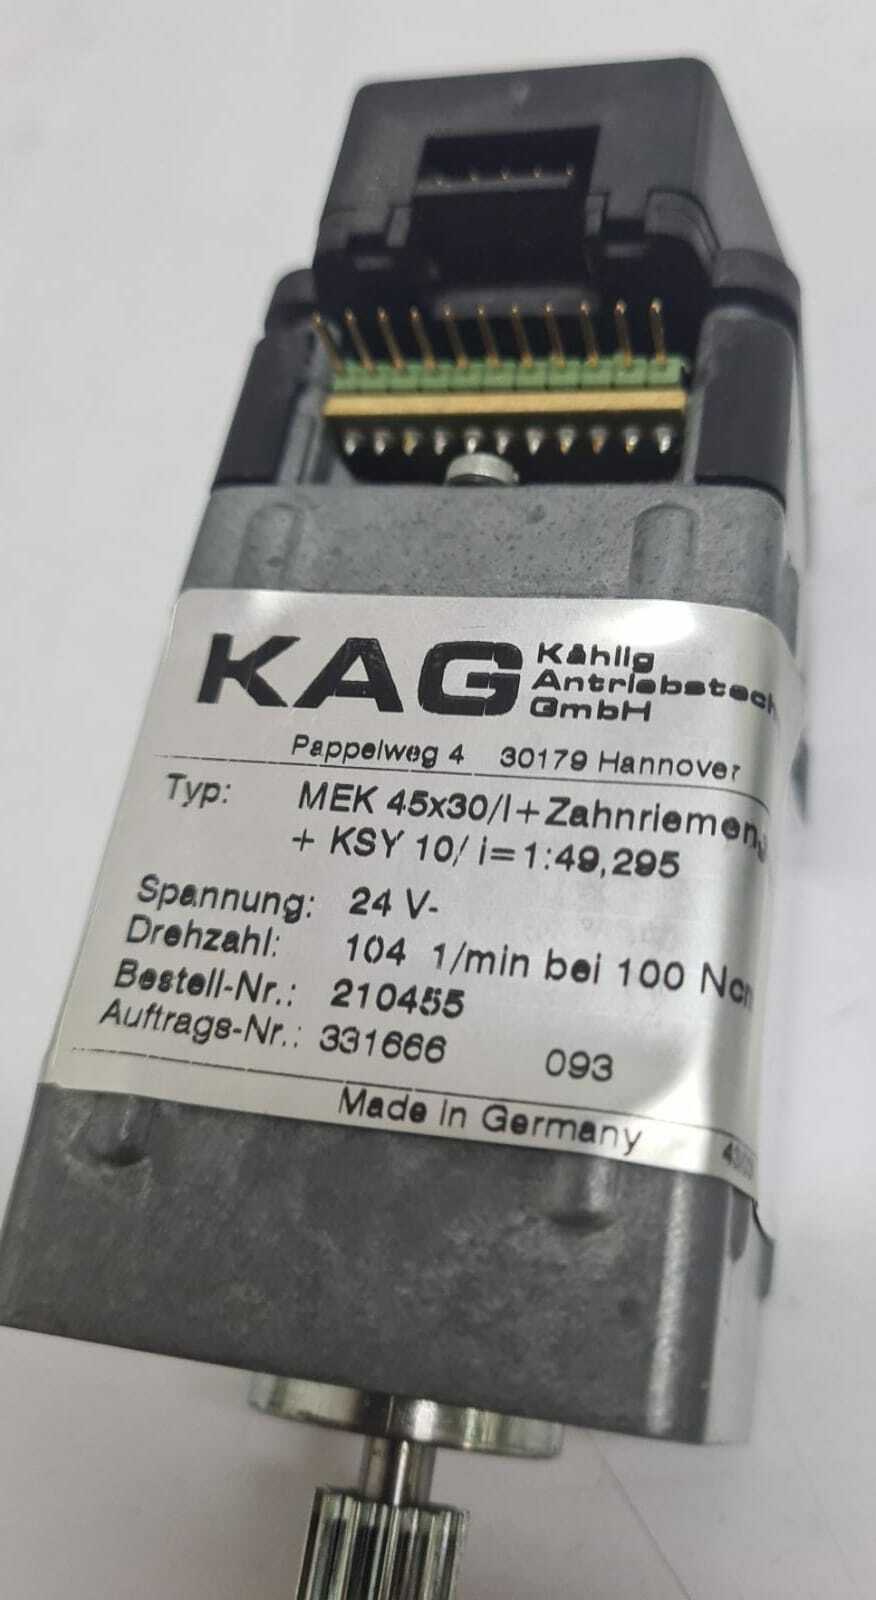 KAG Kählig
Antriebstech
GmbH
Pappelweg 4 30179 Hannover
Typ: MEK 45x30/I+Zahnriemen
+ KSY 10/ i=1:49,295
Spannung: 24 V-
Drehzahl: 104 1/min bei 100 Ncm
Bestell-Nr.: 210455
Auftrags-Nr.: 331666 093
Made in Germany